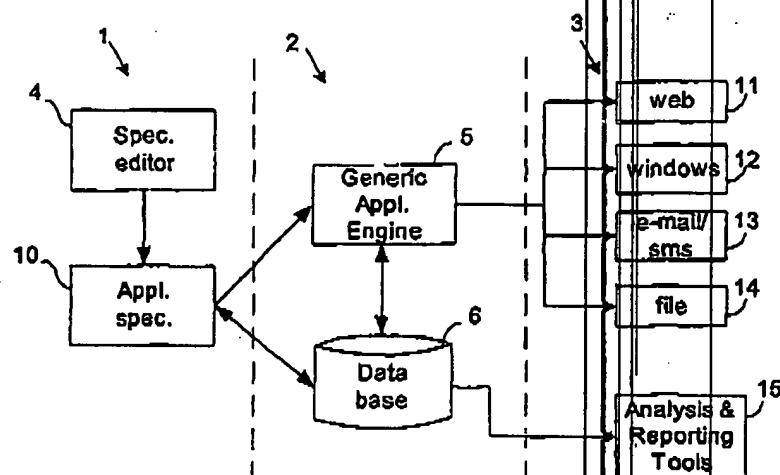 1
2
3
4
Spec.
editor
10
Appl.
spec.
5
Generic
Appl.
Engine
6
Data
base
web
11
windows
12
e-mail/
sms
13
file
14
15
Analysis &
Reporting
Tools